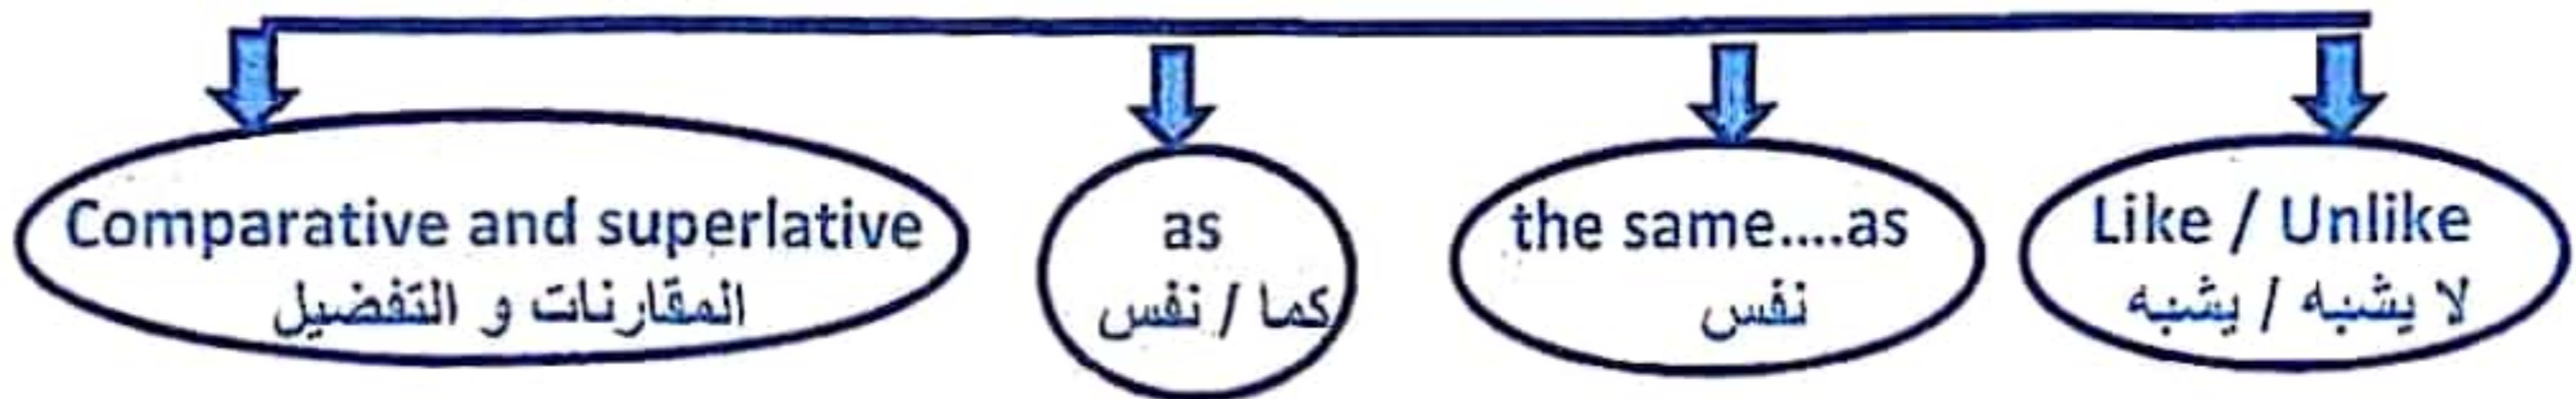 Comparative and superlative
المقارنات و التفضيل
as
كما / نفس
the same....as
نفس
Like / Unlike
لا يشبه / يشبه